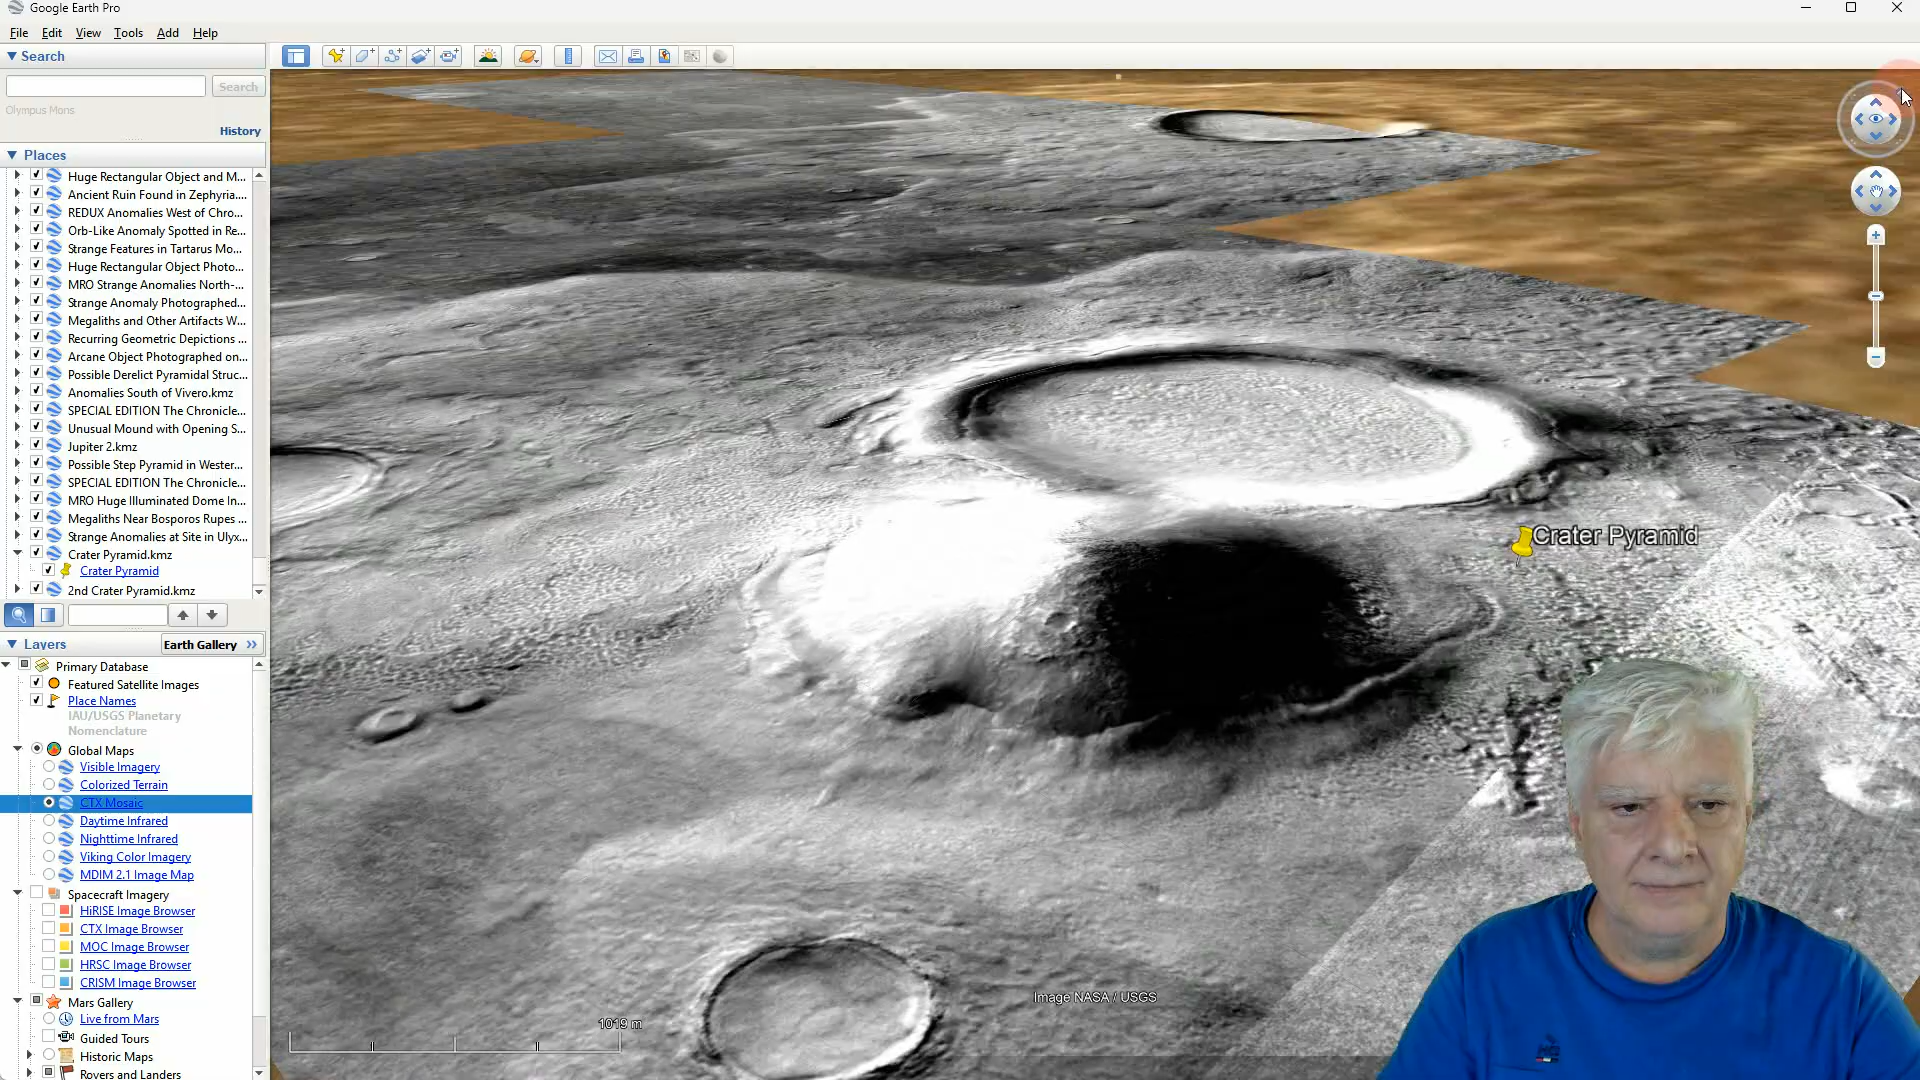 Google Earth Pro
File Edit View Tools Add Help
Search
Search
Olympus Mons
History
Places
Huge Rectangular Object and M...
Ancient Ruin Found in Zephyria....
REDUX Anomalies West of Chro...
Orb-Like Anomaly Spotted in Re...
Strange Features in Tartarus Mo...
Huge Rectangular Object Photo...
MRO Strange Anomalies North-...
Strange Anomaly Photographed...
Megaliths and Other Artifacts W...
Recurring Geometric Depictions ...
Arcane Object Photographed on...
Possible Derelict Pyramidal Struc...
Anomalies South of Vivero.kmz
SPECIAL EDITION The Chronicle...
Unusual Mound with Opening S...
Jupiter 2.kmz
Possible Step Pyramid in Wester...
SPECIAL EDITION The Chronicle...
MRO Huge Illuminated Dome In...
Megaliths Near Bosporos Rupes ...
Strange Anomalies at Site in Ulyx...
Crater Pyramid.kmz
Crater Pyramid
2nd Crater Pyramid.kmz
Layers
Earth Gallery »
Primary Database
Featured Satellite Images
Place Names
IAU/USGS Planetary
Nomenclature
Global Maps
Visible Imagery
Colorized Terrain
CTX Mosaic
Daytime Infrared
Nighttime Infrared
Viking Color Imagery
MDIM 2.1 Image Map
Spacecraft Imagery
HiRISE Image Browser
CTX Image Browser
MOC Image Browser
HRSC Image Browser
CRISM Image Browser
Mars Gallery
Live from Mars
Guided Tours
Historic Maps
Rovers and Landers
Crater Pyramid
Image NASA / USGS
1019 m